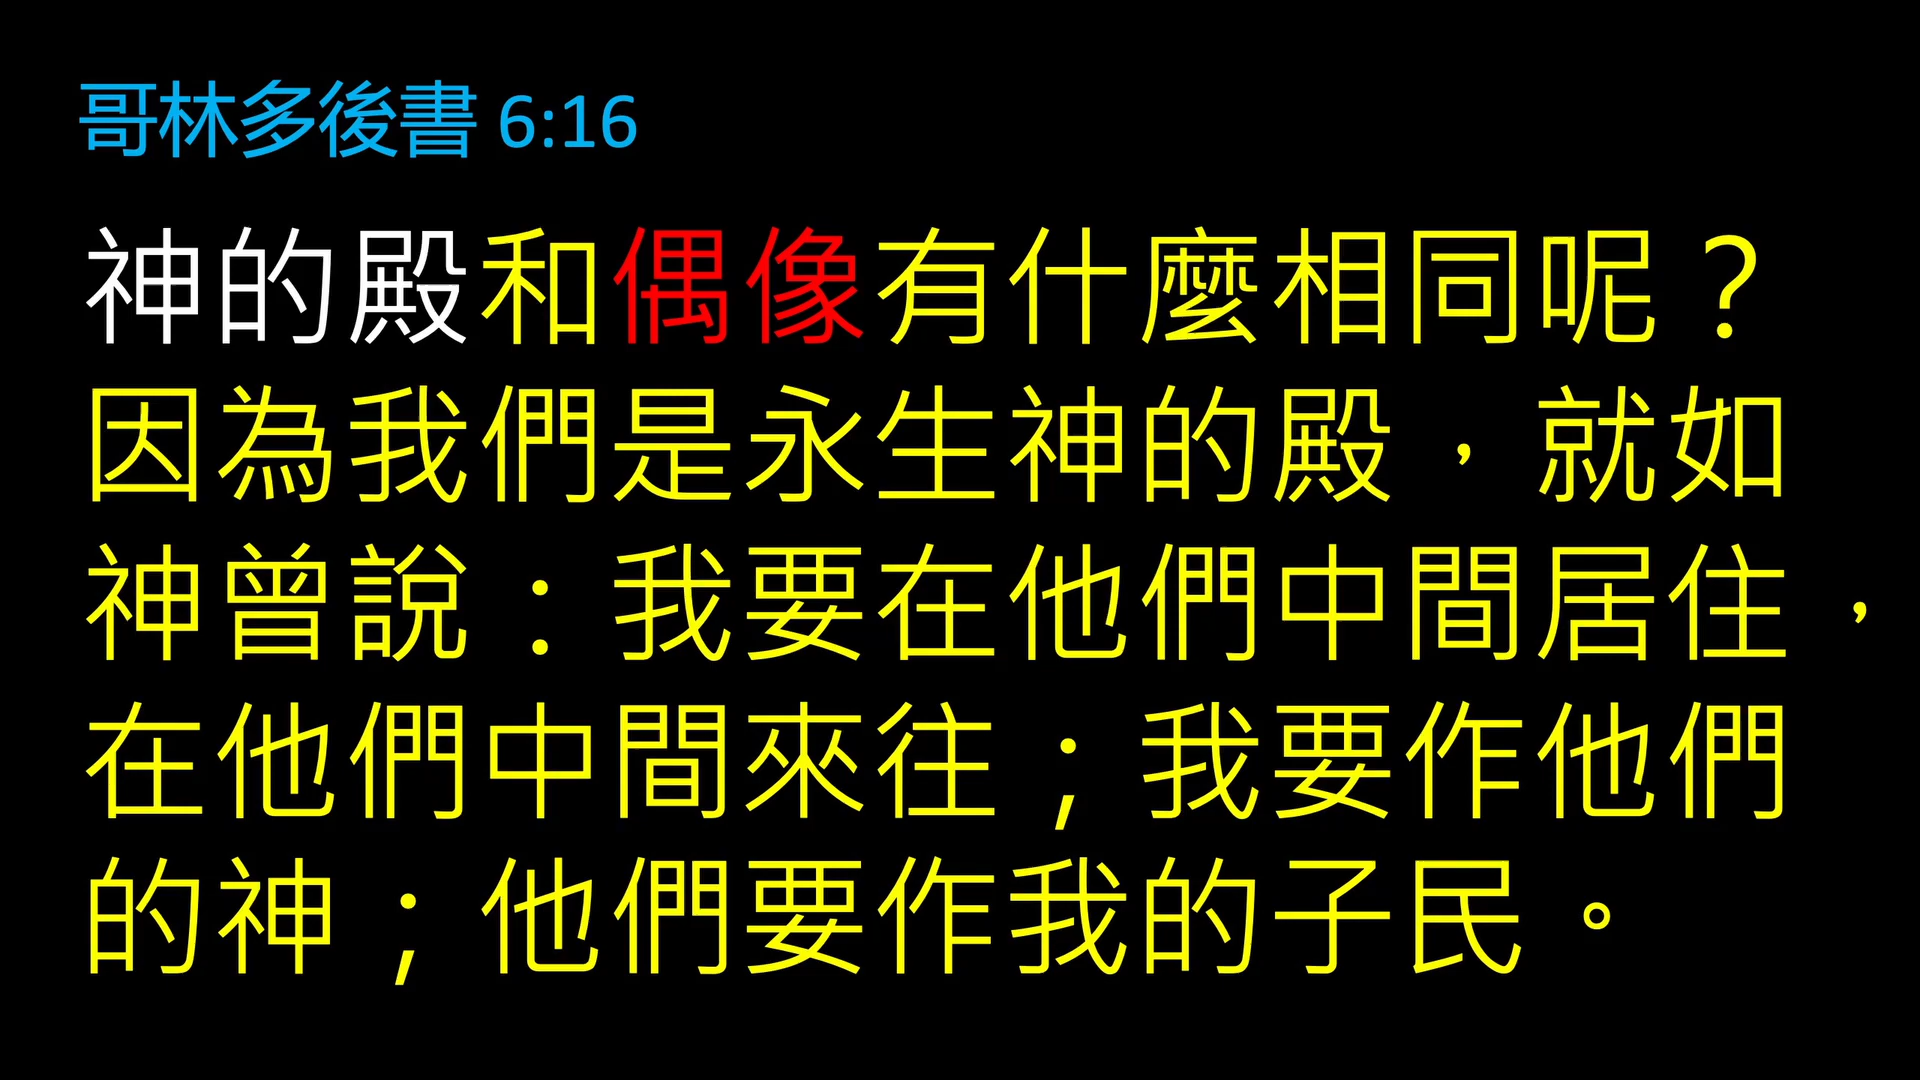 哥林多後書 6:16
神的殿和偶像有什麼相同呢？
因為我們是永生神的殿，就如
神曾說：我要在他們中間居住，
在他們中間來往；我要作他們
的神；他們要作我的子民。